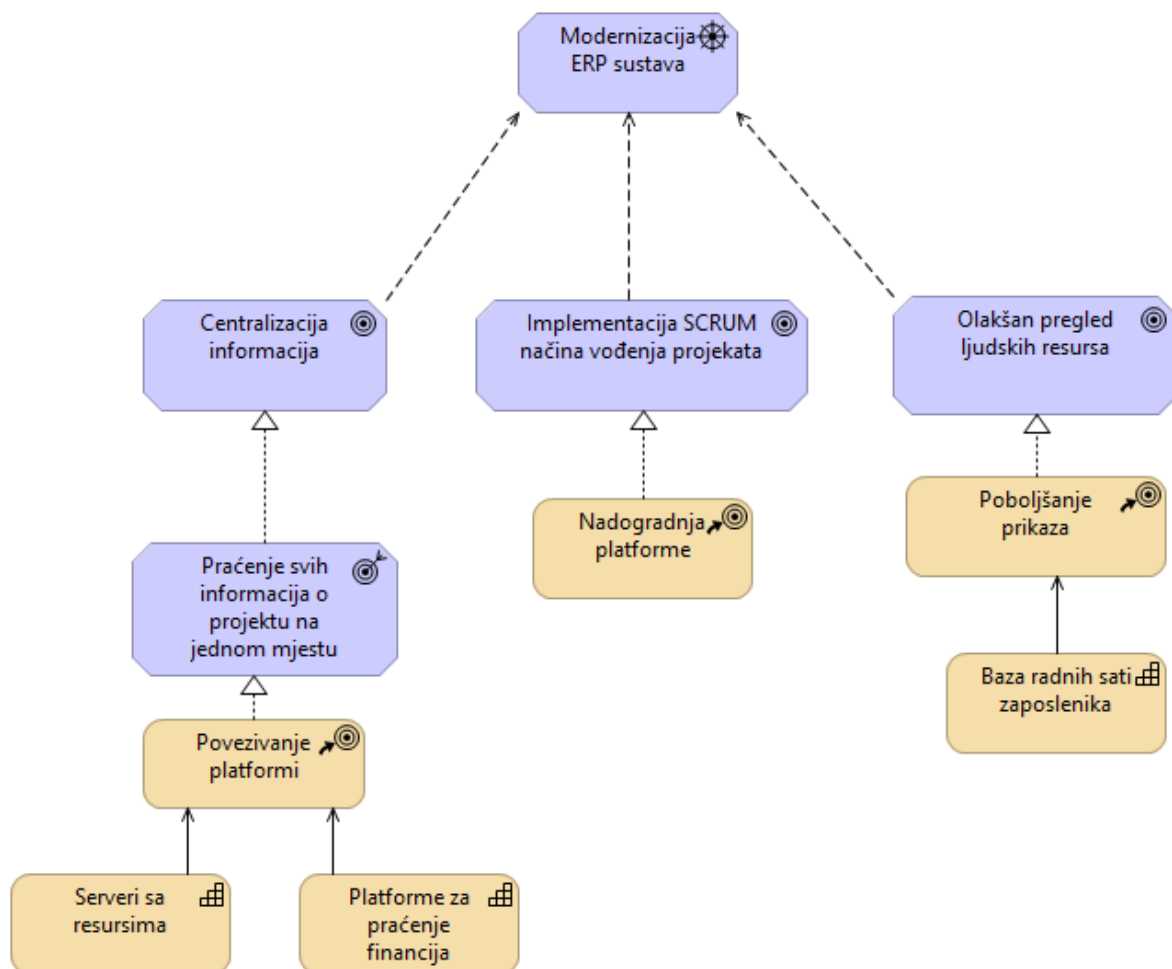 Modernizacija
ERP sustava
Centralizacija
informacija
Implementacija SCRUM
načina vođenja projekata
Olakšan pregled
ljudskih resursa
Praćenje svih
informacija o
projektu na
jednom mjestu
Nadogradnja
platforme
Poboljšanje
prikaza
Povezivanje
platformi
Baza radnih sati
zaposlenika
Serveri sa
resursima
Platforme za
praćenje
financija